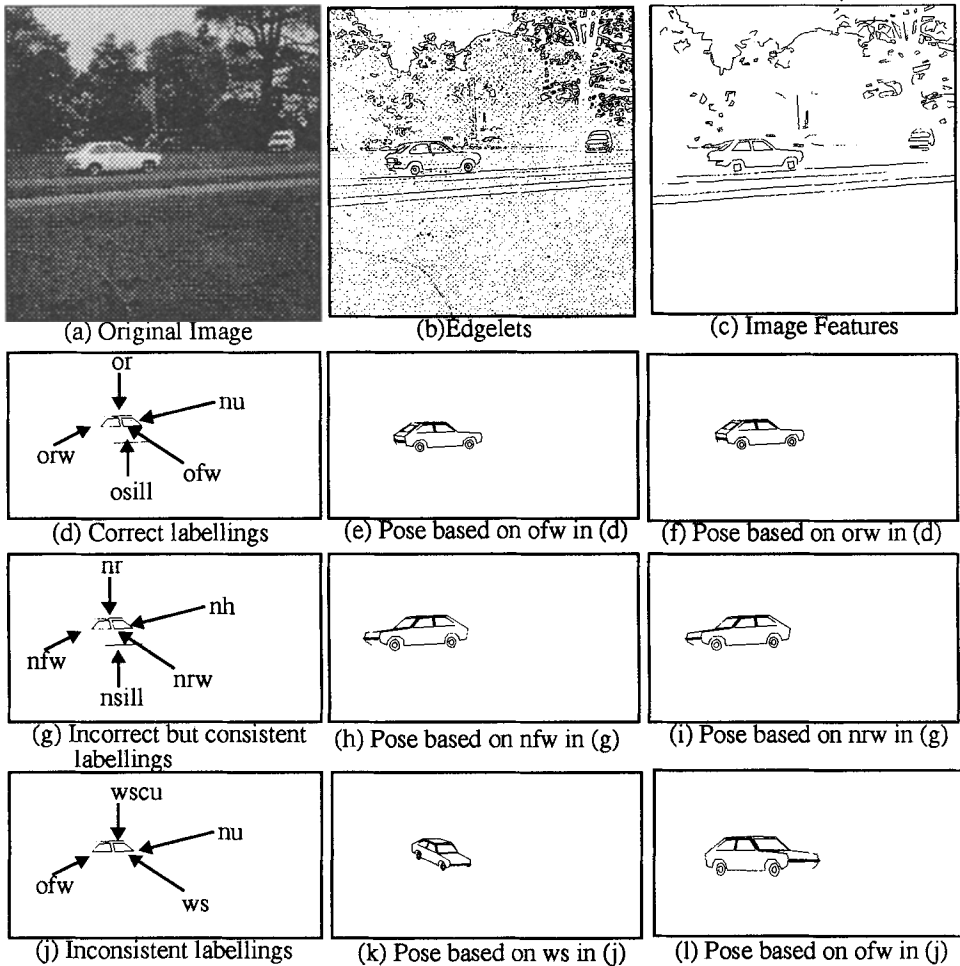 (a) Original Image
(b)Edgelets
(c) Image Features
or
nu
orw
ofw
osill
(d) Correct labellings
(e) Pose based on ofw in (d)
(f) Pose based on orw in (d)
nr
nh
nfw
nrw
nsill
(g) Incorrect but consistent
labellings
(h) Pose based on nfw in (g)
(i) Pose based on nrw in (g)
wscu
nu
ofw
ws
(j) Inconsistent labellings
(k) Pose based on ws in (j)
(l) Pose based on ofw in (j)